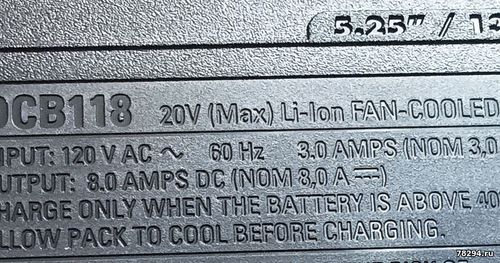 5.25" / 13
DCB118 20V (Max) Li-Ion FAN-COOLED
INPUT: 120 V AC ~ 60 Hz 3.0 AMPS (NOM 3,0
OUTPUT: 8.0 AMPS DC (NOM 8,0 A ⎓)
CHARGE ONLY WHEN THE BATTERY IS ABOVE 40
ALLOW PACK TO COOL BEFORE CHARGING.
78294.ru